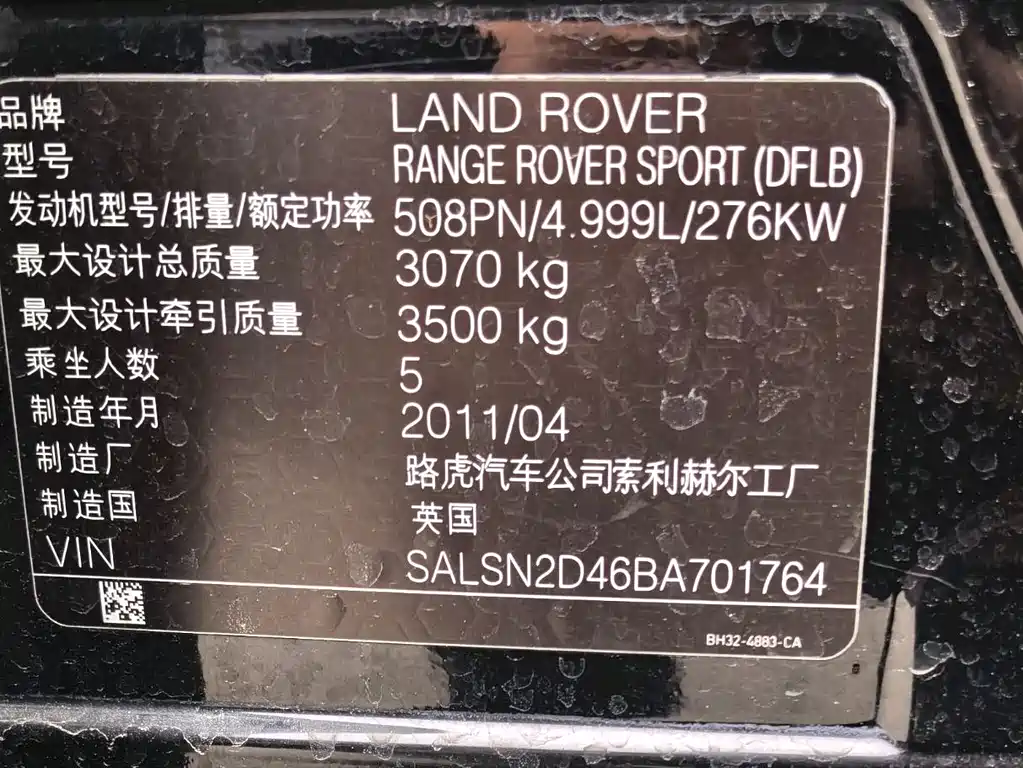 品牌 LAND ROVER
型号 RANGE ROVER SPORT (DFLB)
发动机型号/排量/额定功率 508PN/4.999L/276KW
最大设计总质量 3070 kg
最大设计牵引质量 3500 kg
乘坐人数 5
制造年月 2011/04
制造厂 路虎汽车公司索利赫尔工厂
制造国 英国
VIN SALSN2D46BA701764
BH32-4883-CA